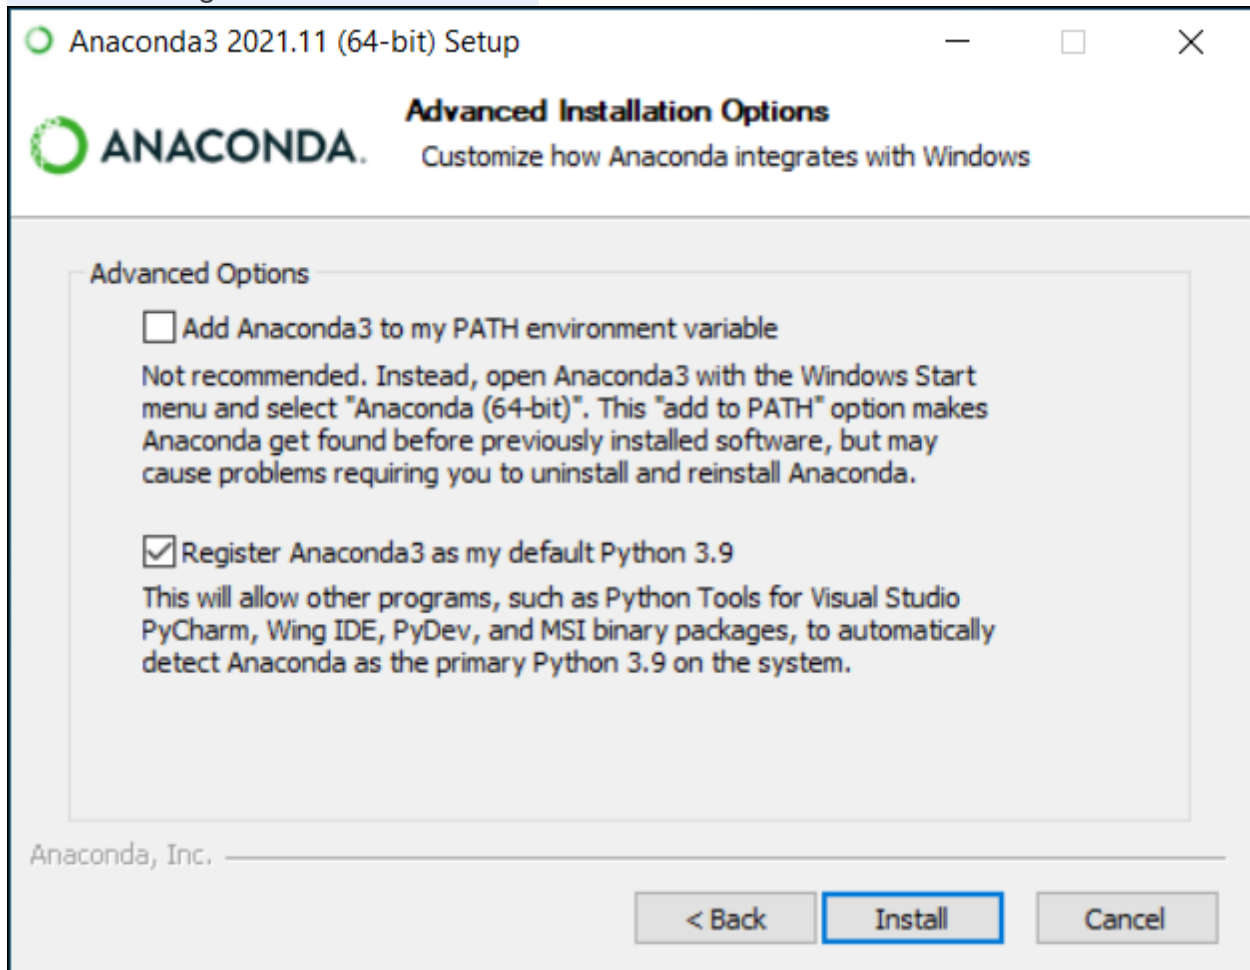 Anaconda3 2021.11 (64-bit) Setup
ANACONDA.
Advanced Installation Options
Customize how Anaconda integrates with Windows
Advanced Options
Add Anaconda3 to my PATH environment variable
Not recommended. Instead, open Anaconda3 with the Windows Start
menu and select "Anaconda (64-bit)". This "add to PATH" option makes
Anaconda get found before previously installed software, but may
cause problems requiring you to uninstall and reinstall Anaconda.
Register Anaconda3 as my default Python 3.9
This will allow other programs, such as Python Tools for Visual Studio
PyCharm, Wing IDE, PyDev, and MSI binary packages, to automatically
detect Anaconda as the primary Python 3.9 on the system.
Anaconda, Inc.
< Back
Install
Cancel